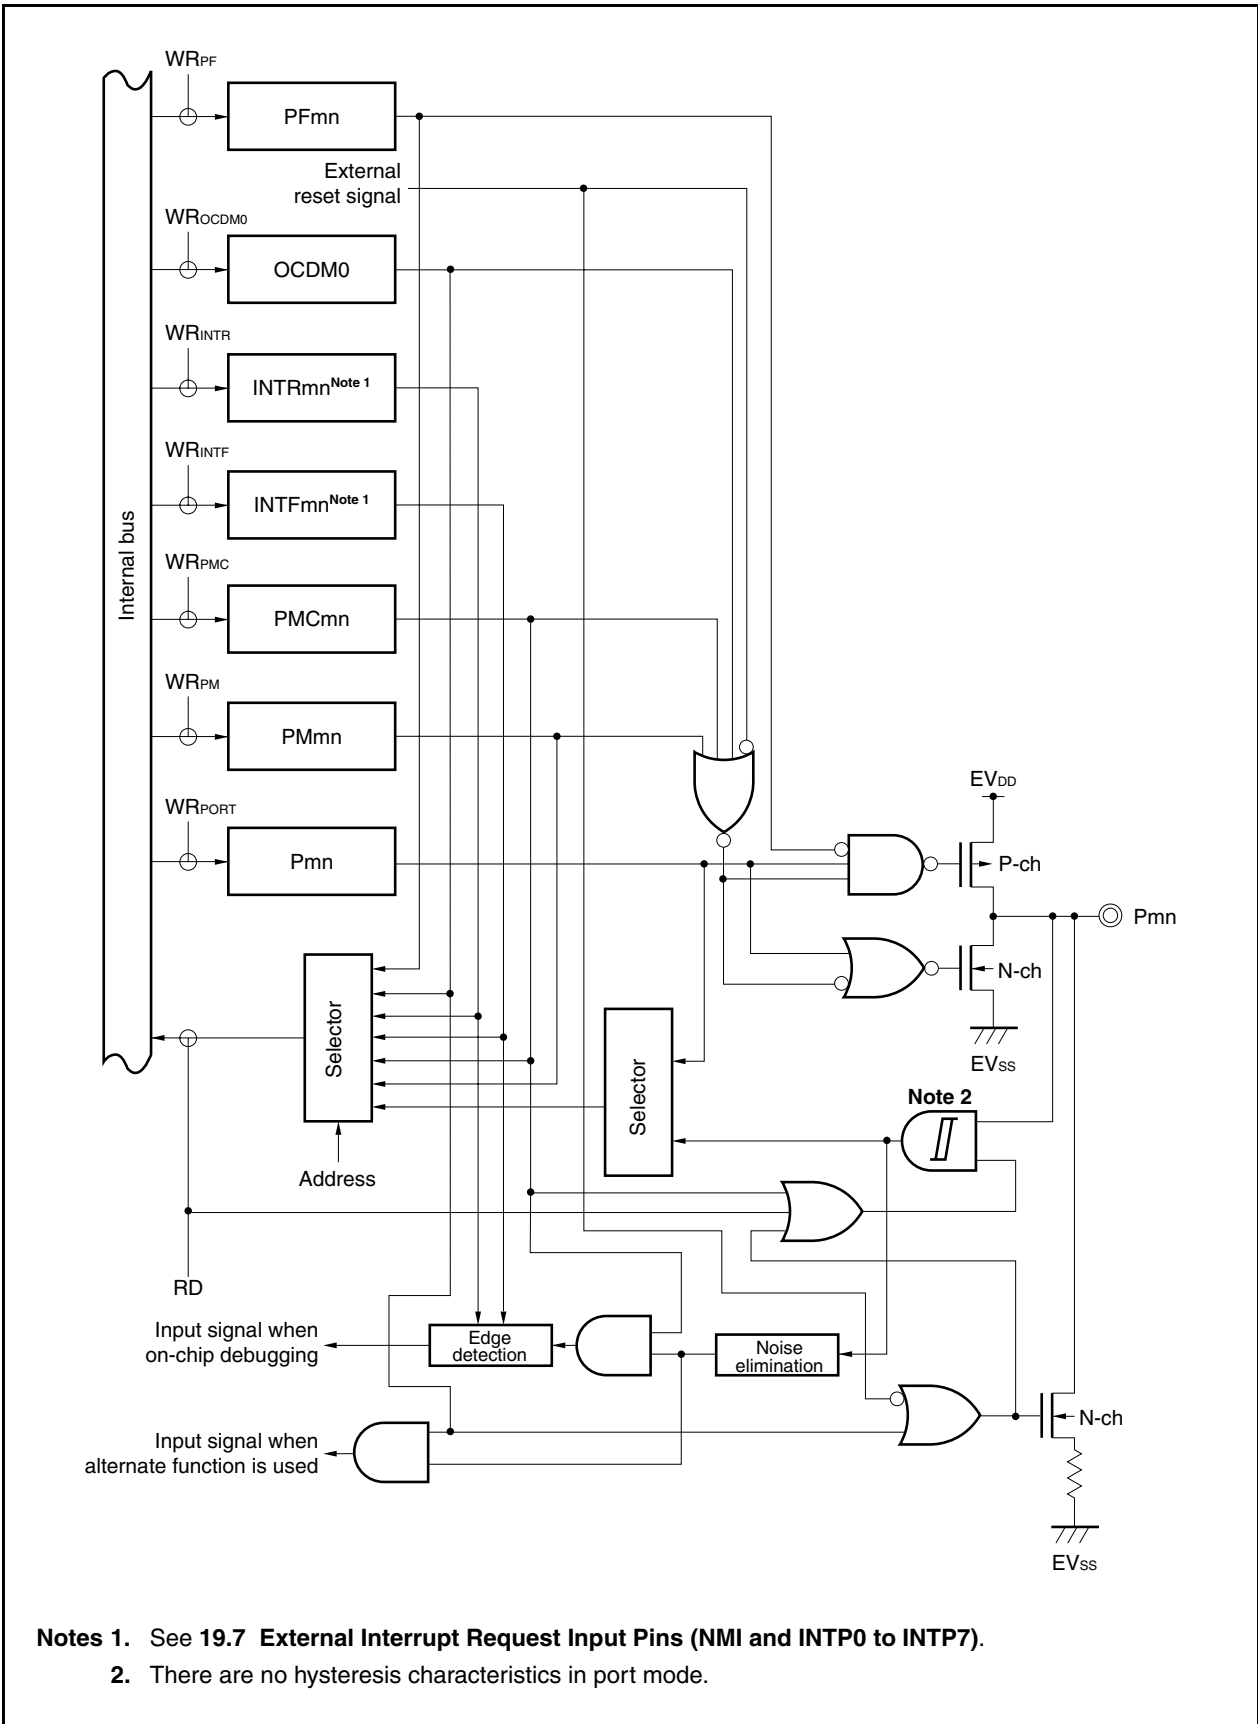 WRPF
PFmn
External
reset signal
WROCDM0
OCDM0
WRINTR
INTRmnNote 1
WRINTF
INTFmnNote 1
Internal bus
WRPMC
PMCmn
WRPM
PMmn
WRPORT
Pmn
EVDD
P-ch
Pmn
N-ch
EVSS
Selector
Selector
Note 2
Address
RD
Input signal when
on-chip debugging
Edge
detection
Noise
elimination
N-ch
Input signal when
alternate function is used
EVSS
Notes 1. See 19.7 External Interrupt Request Input Pins (NMI and INTP0 to INTP7).
2. There are no hysteresis characteristics in port mode.